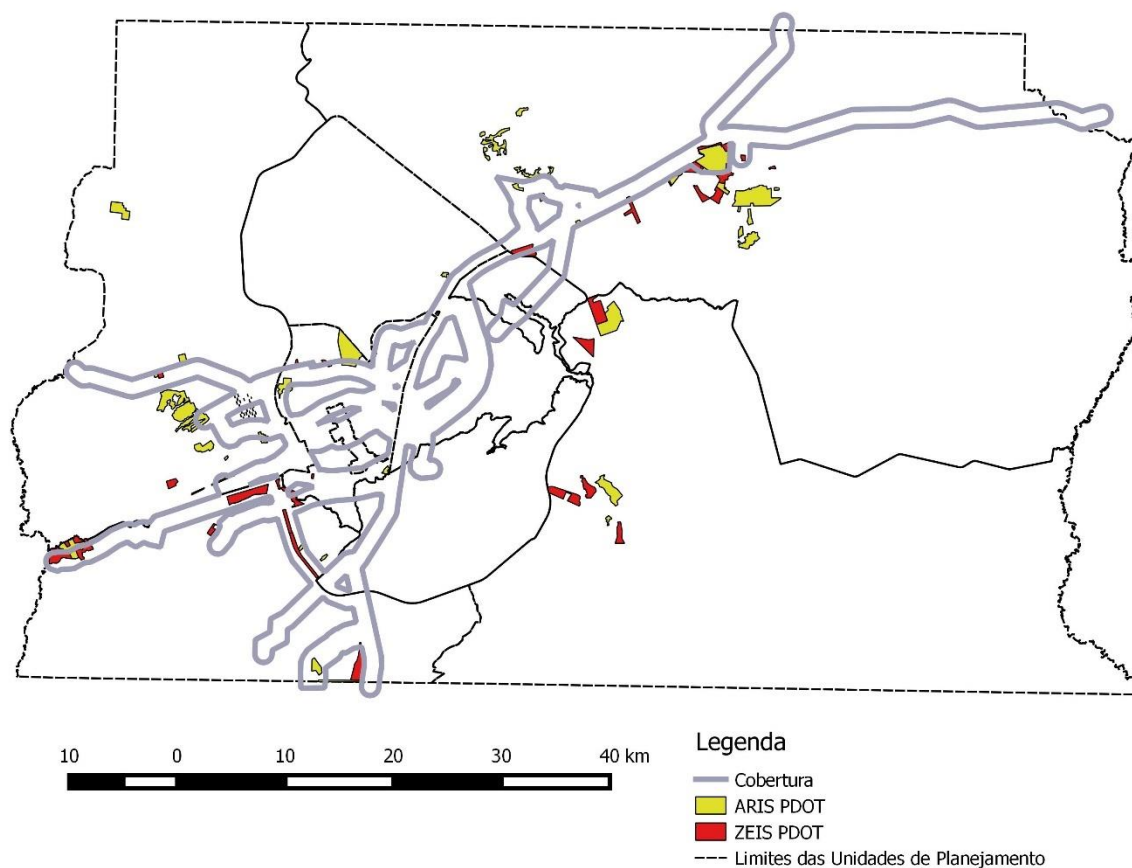 10 0 10 20 30 40 km
Legenda
Cobertura
ARIS PDOT
ZEIS PDOT
Limites das Unidades de Planejamento